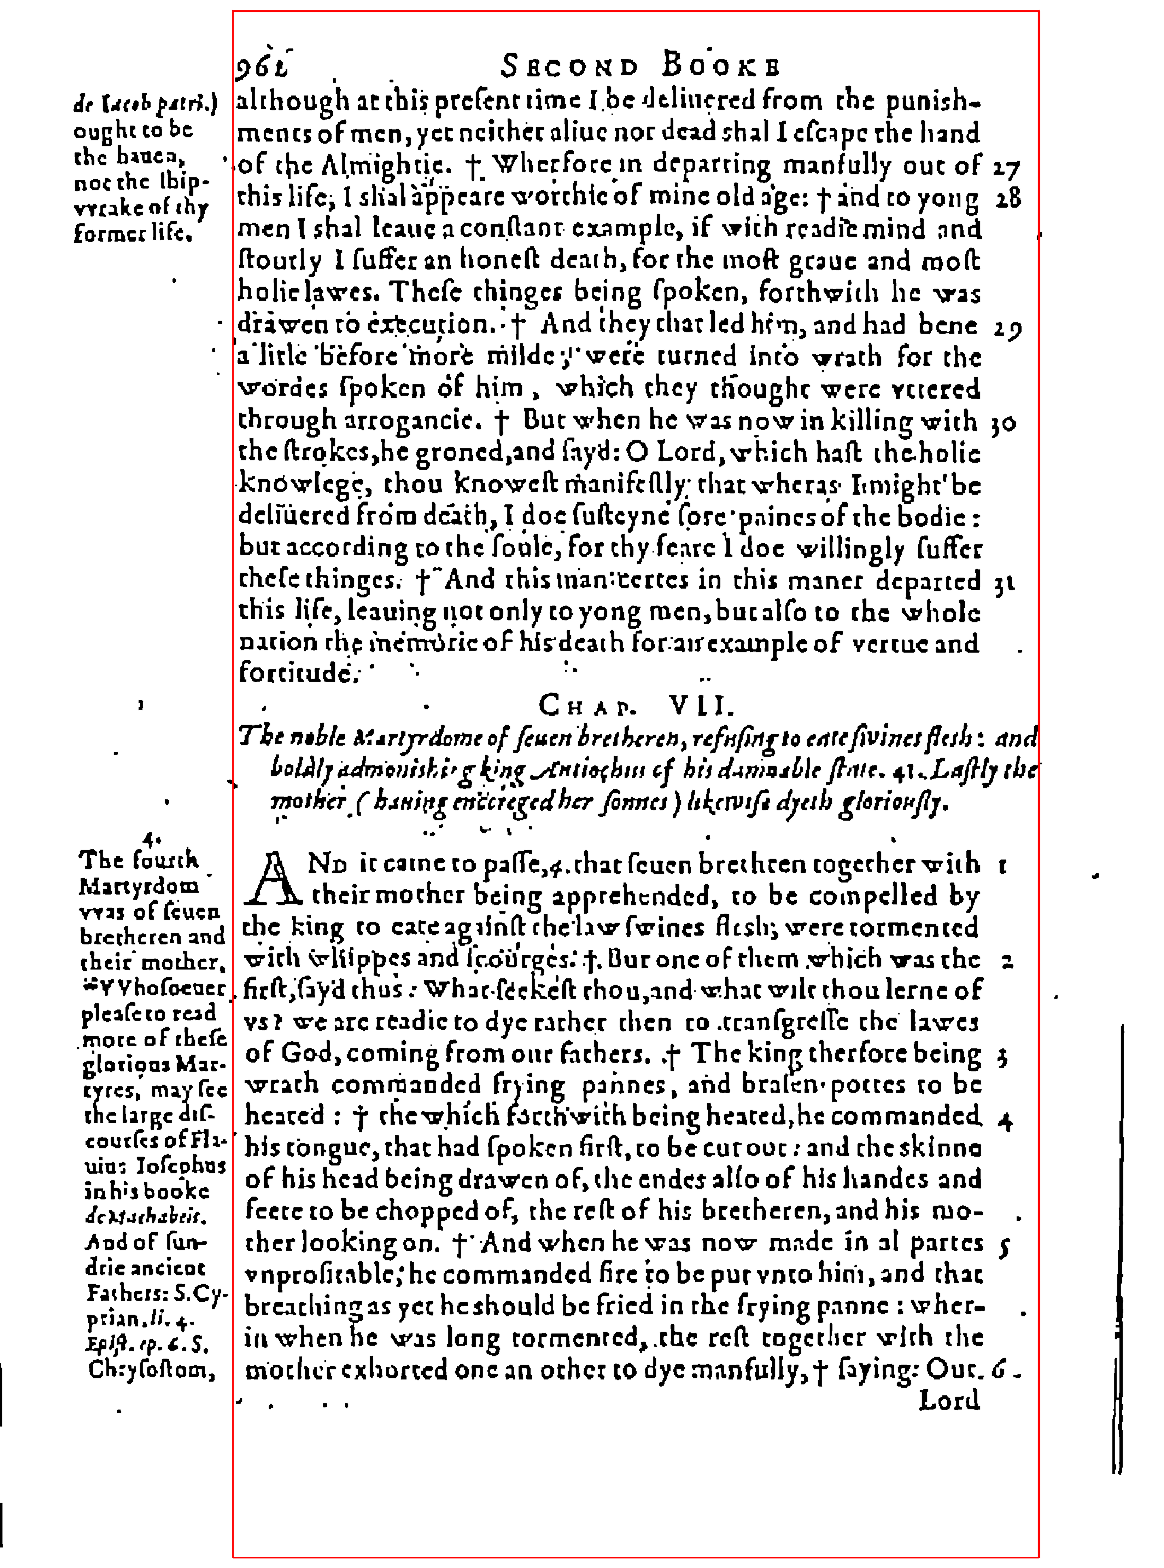 962 SECOND BOOKE
de Iacob patri.)
ought to be
the hauen,
not the ship-
vvrake of thy
former life.
although at this preſent time I be deliuered from the punish-
ments of men, yet neither aliue nor dead shal I eſcape the hand
of the Almightie. † Wherfore in departing manfully out of 27
this life, I shal appeare worthie of mine old age: † and to yong 28
men I shal leaue a conſtant example, if with readie mind and
ſtoutly I ſuffer an honeſt death, for the moſt graue and moſt
holie lawes. Theſe thinges being ſpoken, forthwith he was
drawen to execution. † And they that led him, and had bene 29
a litle before more milde, were turned into wrath for the
wordes ſpoken of him, which they thought were vttered
through arrogancie. † But when he was now in killing with 30
the ſtrokes, he groned, and ſayd: O Lord, which haſt the holie
knowlege, thou knoweſt manifeſtly that wheras I might be
deliuered from death, I doe ſuſteyne ſore paines of the bodie:
but according to the ſoule, for thy feare I doe willingly ſuffer
theſe thinges. † And this man certes in this maner departed 31
this life, leauing not only to yong men, but alſo to the whole
nation the memorie of his death for an example of vertue and
fortitude.
CHAP. VII.
The noble Martyrdome of ſeuen bretheren, refuſing to eate ſwines flesh: and
boldly admonishing king Antiochus of his damnable ſtate. 41. Laſtly the
mother (hauing encoreged her ſonnes) likewiſe dyeth gloriouſly.
4.
The fourth
Martyrdom
vvas of ſeuen
bretheren and
their mother.
VVhoſoeuer
pleaſe to read
more of theſe
glorious Mar-
tyres, may ſee
the large diſ-
courſes of Fla-
uius Ioſephus
in his booke
de Machabeis.
And of ſun-
drie ancient
Fathers: S. Cy-
prian. li. 4.
Epiſt. ep. 6. S.
Chryſoſtom,
AND it came to paſſe, 4. that ſeuen brethren together with 1
their mother being apprehended, to be compelled by
the king to eate againſt the law ſwines flesh, were tormented
with whippes and ſcourges. † But one of them which was the 2
firſt, ſayd thus: What ſeekeſt thou, and what wilt thou lerne of
vs? we are readie to dye rather then to tranſgreſſe the lawes
of God, coming from our fathers. † The king therfore being 3
wrath commanded frying pannes, and braſen pottes to be
heated: † the which forthwith being heated, he commanded 4
his tongue, that had ſpoken firſt, to be cut out: and the skinne
of his head being drawen of, the endes alſo of his handes and
feete to be chopped of, the reſt of his bretheren, and his mo-
ther looking on. † And when he was now made in al partes 5
vnprofitable, he commanded fire to be put vnto him, and that
breathing as yet he should be fried in the frying panne: wher-
in when he was long tormented, the reſt together with the
mother exhorted one an other to dye manfully, † ſaying: Our 6
Lord